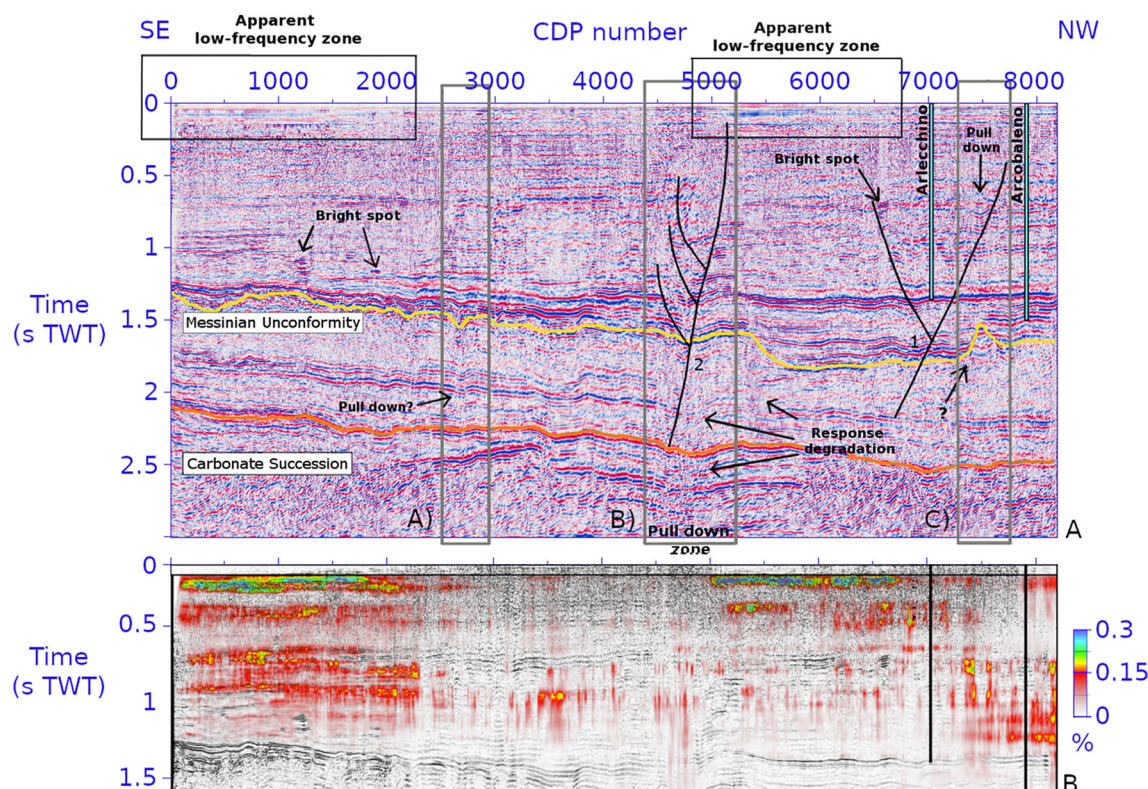 SE
Apparent
low-frequency zone
CDP number
Apparent
low-frequency zone
NW
0
1000
2000
3000
4000
5000
6000
7000
8000
0
0.5
1
1.5
2
2.5
Time
(s TWT)
Bright spot
Bright spot
Arlecchino
Pull
down
Arcobaleno
Messinian Unconformity
1
2
Pull down?
?
Response
degradation
Carbonate Succession
A)
B)
C)
A
Pull down
zone
0
0.5
1
1.5
Time
(s TWT)
0.3
0.15
0
%
B